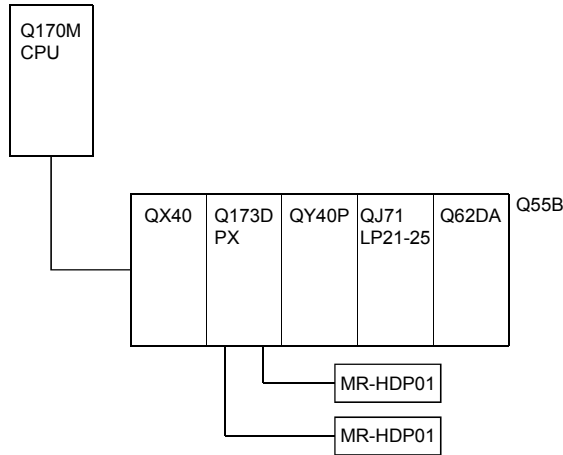 Q170M
CPU
QX40
Q173D
PX
QY40P
QJ71
LP21-25
Q62DA
Q55B
MR-HDP01
MR-HDP01